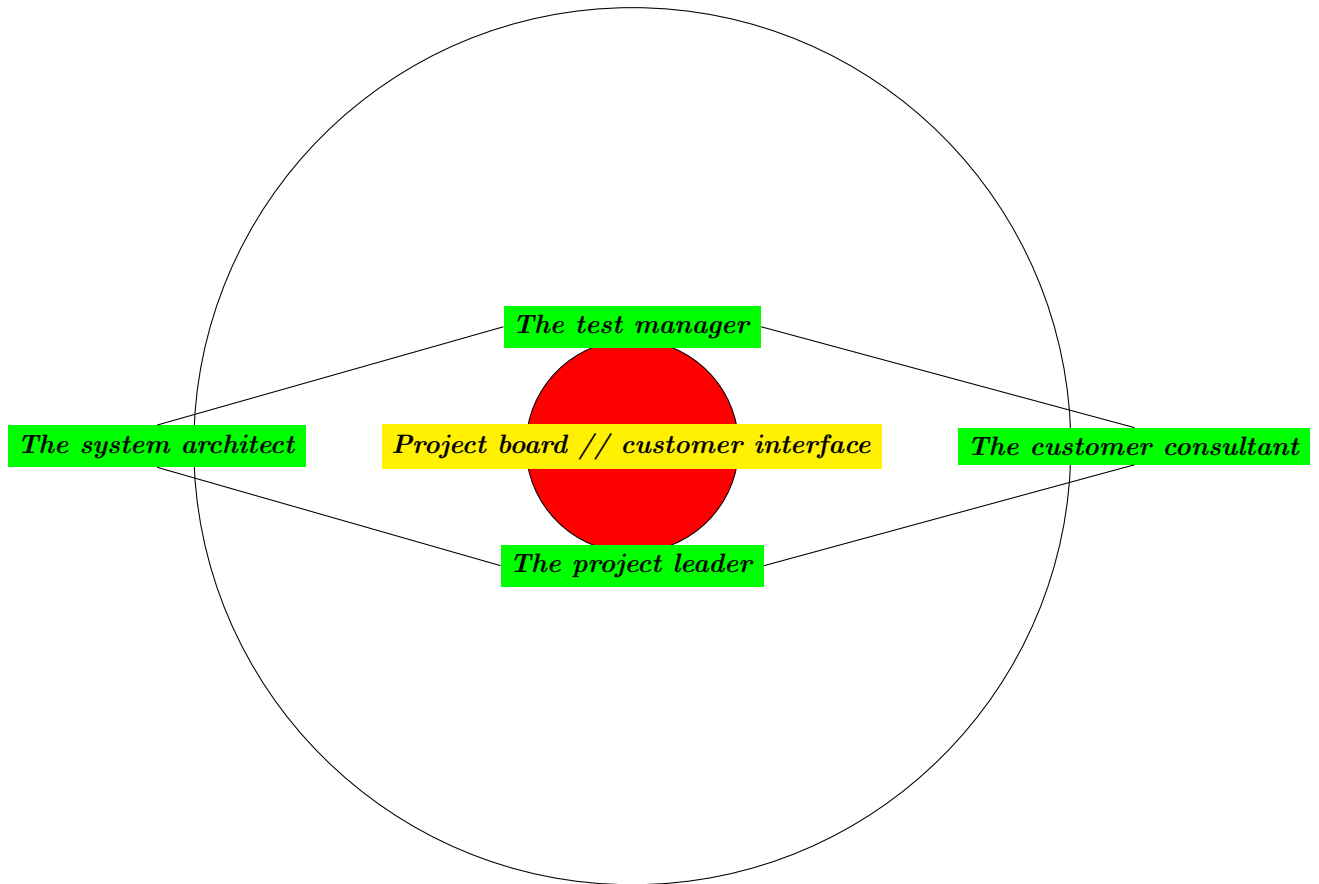 The test manager
The system architect
Project board // customer interface
The customer consultant
The project leader